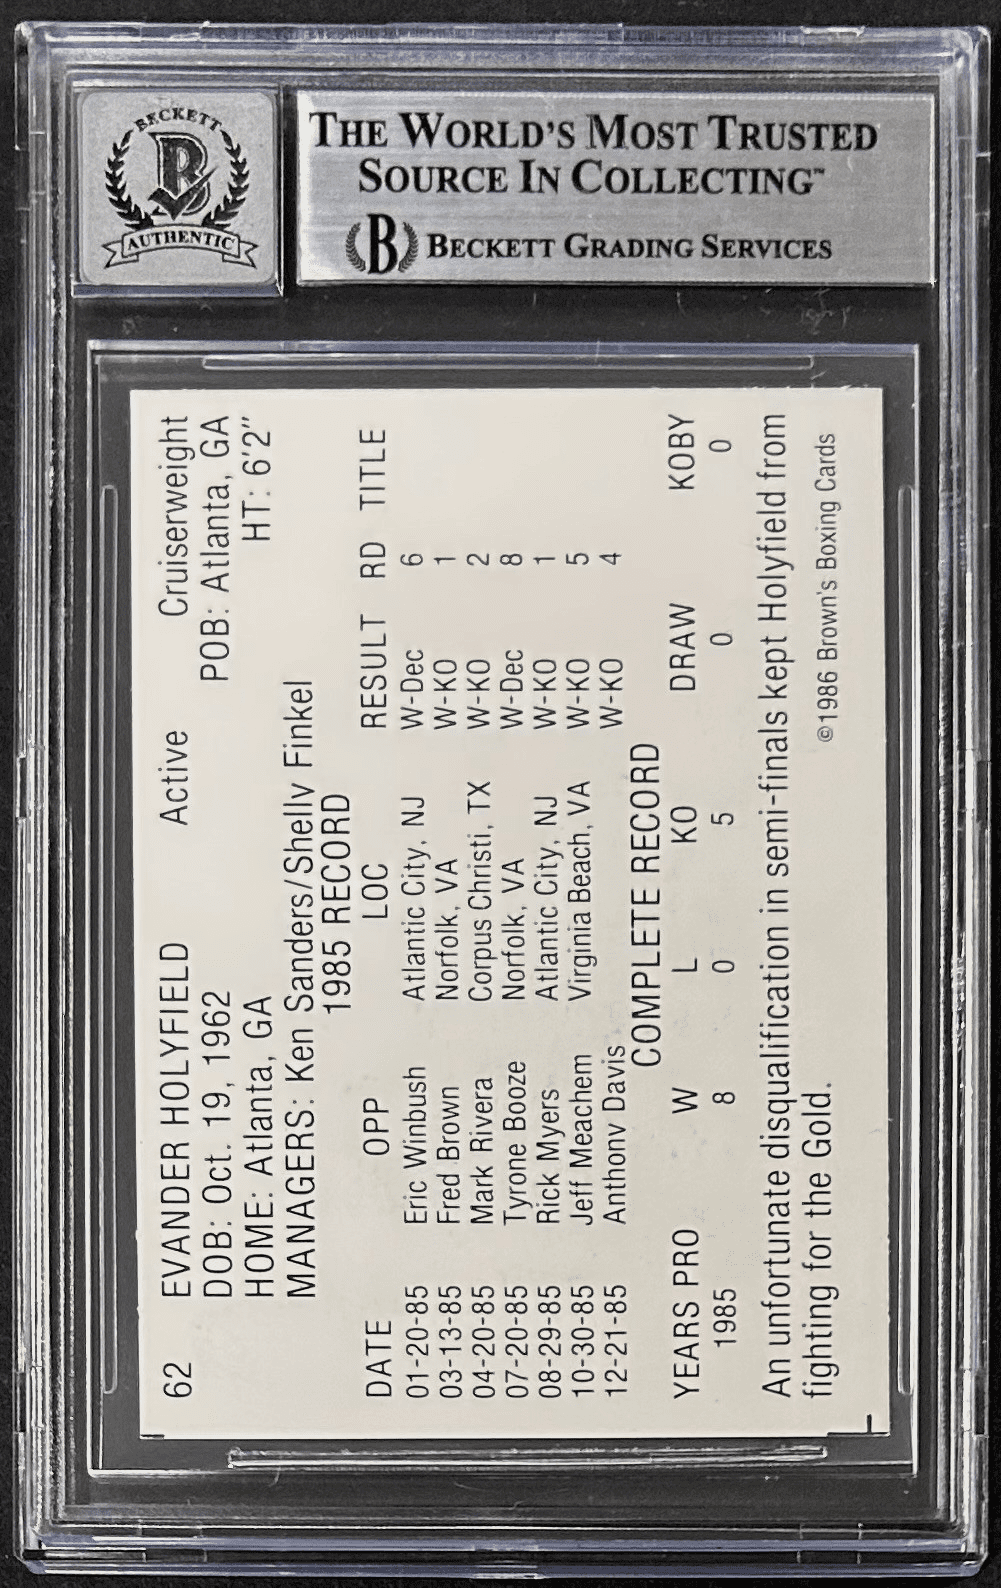 BECKETT
B
AUTHENTIC
THE WORLD'S MOST TRUSTED
SOURCE IN COLLECTING™
B BECKETT GRADING SERVICES
62 EVANDER HOLYFIELD Active Cruiserweight
DOB: Oct. 19, 1962 POB: Atlanta, GA
HOME: Atlanta, GA HT: 6'2"
MANAGERS: Ken Sanders/Shelly Finkel
1985 RECORD
DATE OPP LOC RESULT RD TITLE
01-20-85 Eric Winbush Atlantic City, NJ W-Dec 6
03-13-85 Fred Brown Norfolk, VA W-KO 1
04-20-85 Mark Rivera Corpus Christi, TX W-KO 2
07-20-85 Tyrone Booze Norfolk, VA W-Dec 8
08-29-85 Rick Myers Atlantic City, NJ W-KO 1
10-30-85 Jeff Meachem Virginia Beach, VA W-KO 5
12-21-85 Anthony Davis W-KO 4
COMPLETE RECORD
YEARS PRO W L KO DRAW KOBY
1985 8 0 5 0 0
An unfortunate disqualification in semi-finals kept Holyfield from
fighting for the Gold.
©1986 Brown's Boxing Cards